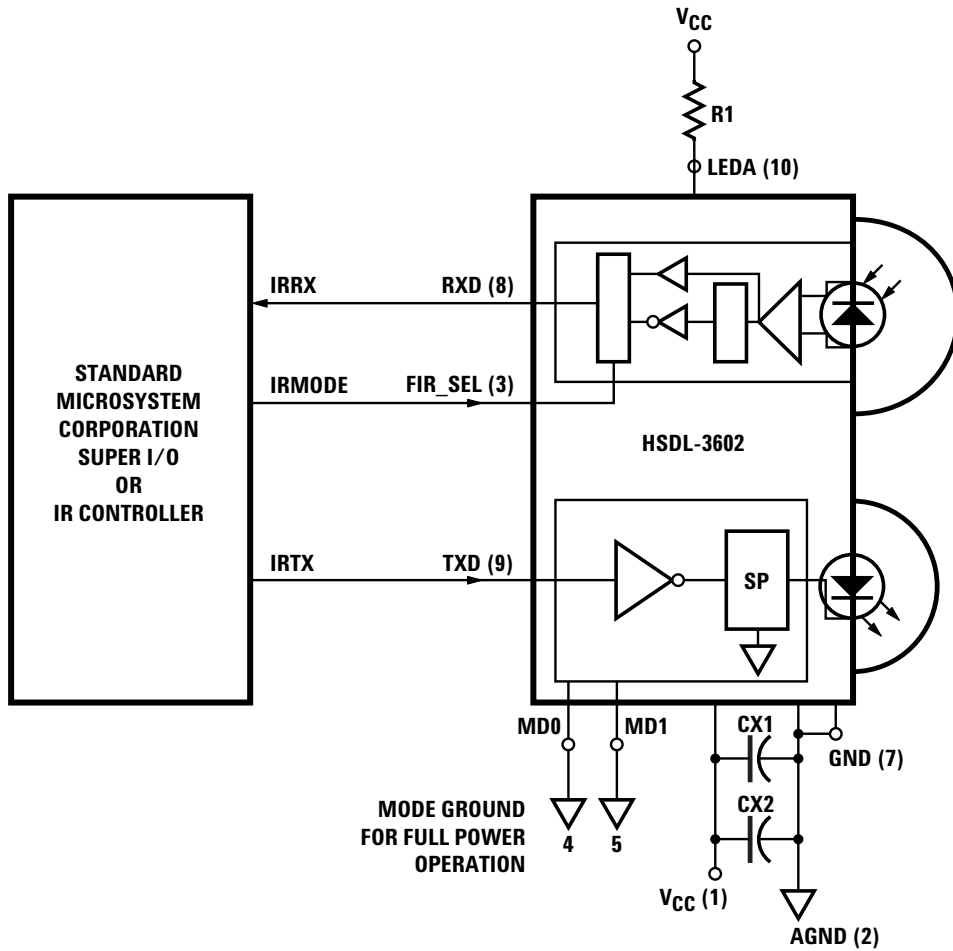 VCC
R1
LEDA (10)
IRRX
RXD (8)
STANDARD
MICROSYSTEM
CORPORATION
SUPER I/O
OR
IR CONTROLLER
IRMODE
FIR_SEL (3)
HSDL-3602
IRTX
TXD (9)
SP
MD0
MD1
CX1
GND (7)
MODE GROUND
FOR FULL POWER
OPERATION
4
5
CX2
VCC (1)
AGND (2)